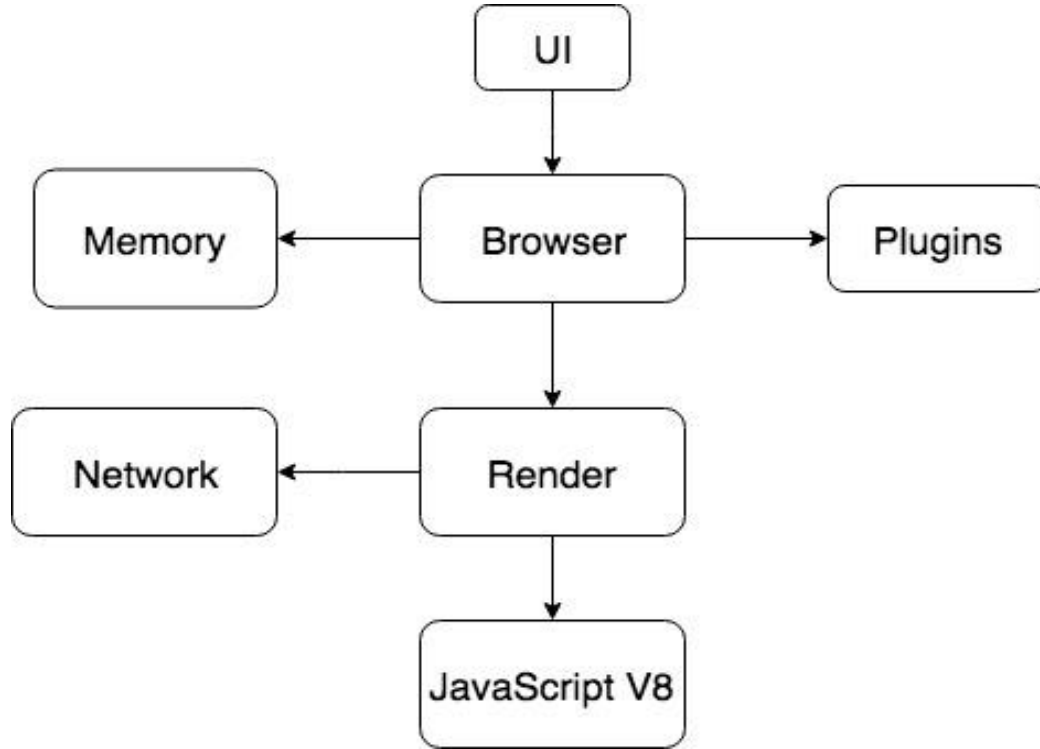 UI
Memory
Browser
Plugins
Network
Render
JavaScript V8